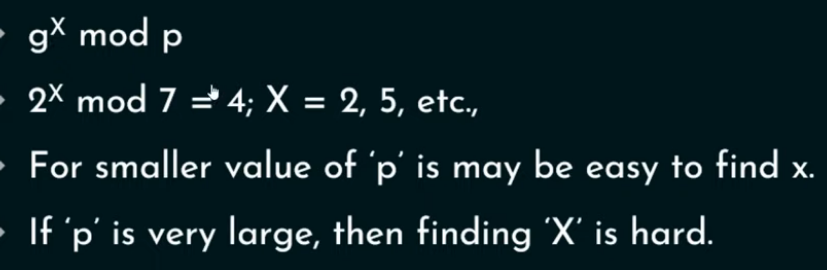 g^X mod p
2^X mod 7 = 4; X = 2, 5, etc.,
For smaller value of ‘p’ is may be easy to find x.
If ‘p’ is very large, then finding ‘X’ is hard.